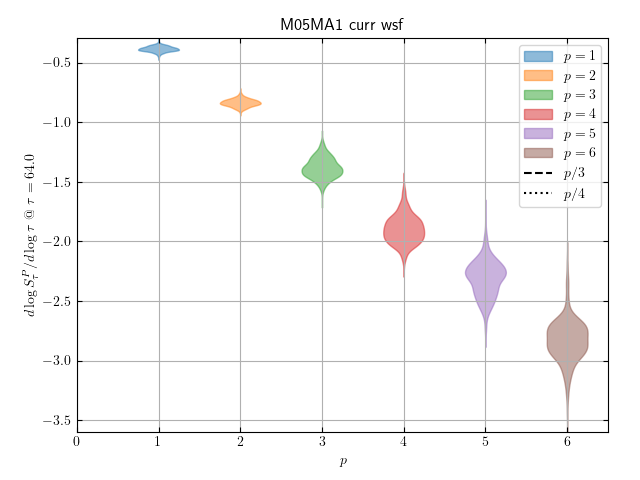 M05MA1 curr wsf
d log S_τ^p / d log τ @ τ = 64.0
−0.5
−1.0
−1.5
−2.0
−2.5
−3.0
−3.5
0 1 2 3 4 5 6
p
p = 1
p = 2
p = 3
p = 4
p = 5
p = 6
p/3
p/4